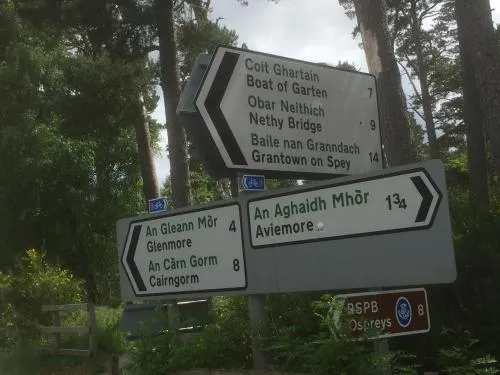 Coit Ghartain
Boat of Garten 7
Obar Neithich
Nethy Bridge 9
Baile nan Granndach
Grantown on Spey 14
An Gleann Mòr 4
Glenmore
An Càrn Gorm 8
Cairngorm
An Aghaidh Mhòr 1¾
Aviemore
RSPB 8
Ospreys